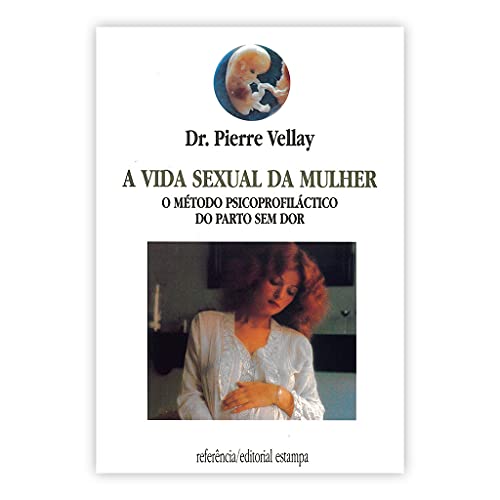 Dr. Pierre Vellay
A VIDA SEXUAL DA MULHER
O MÉTODO PSICOPROFILÁCTICO
DO PARTO SEM DOR
referência/editorial estampa